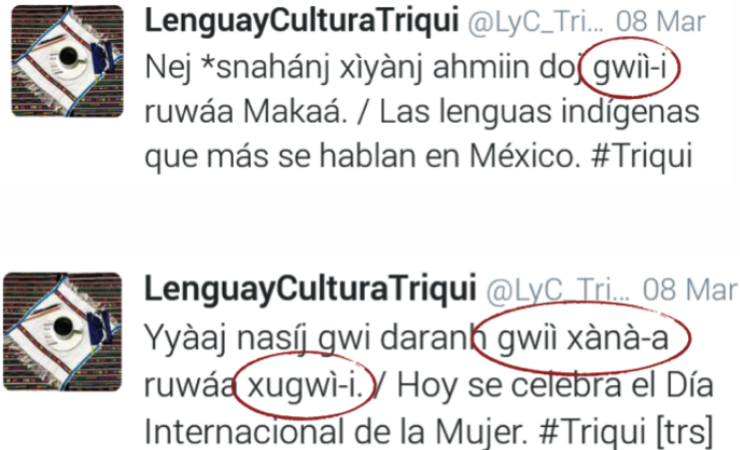 LenguayCulturaTriqui @LyC_Tri... 08 Mar
Nej *snahánj xìyànj ahmiin doj gwiì-i
ruwáa Makaá. / Las lenguas indígenas
que más se hablan en México. #Triqui
LenguayCulturaTriqui @LyC_Tri... 08 Mar
Yyàaj nasíj gwi daranh gwiì xànà-a
ruwáa xugwì-i. / Hoy se celebra el Día
Internacional de la Mujer. #Triqui [trs]